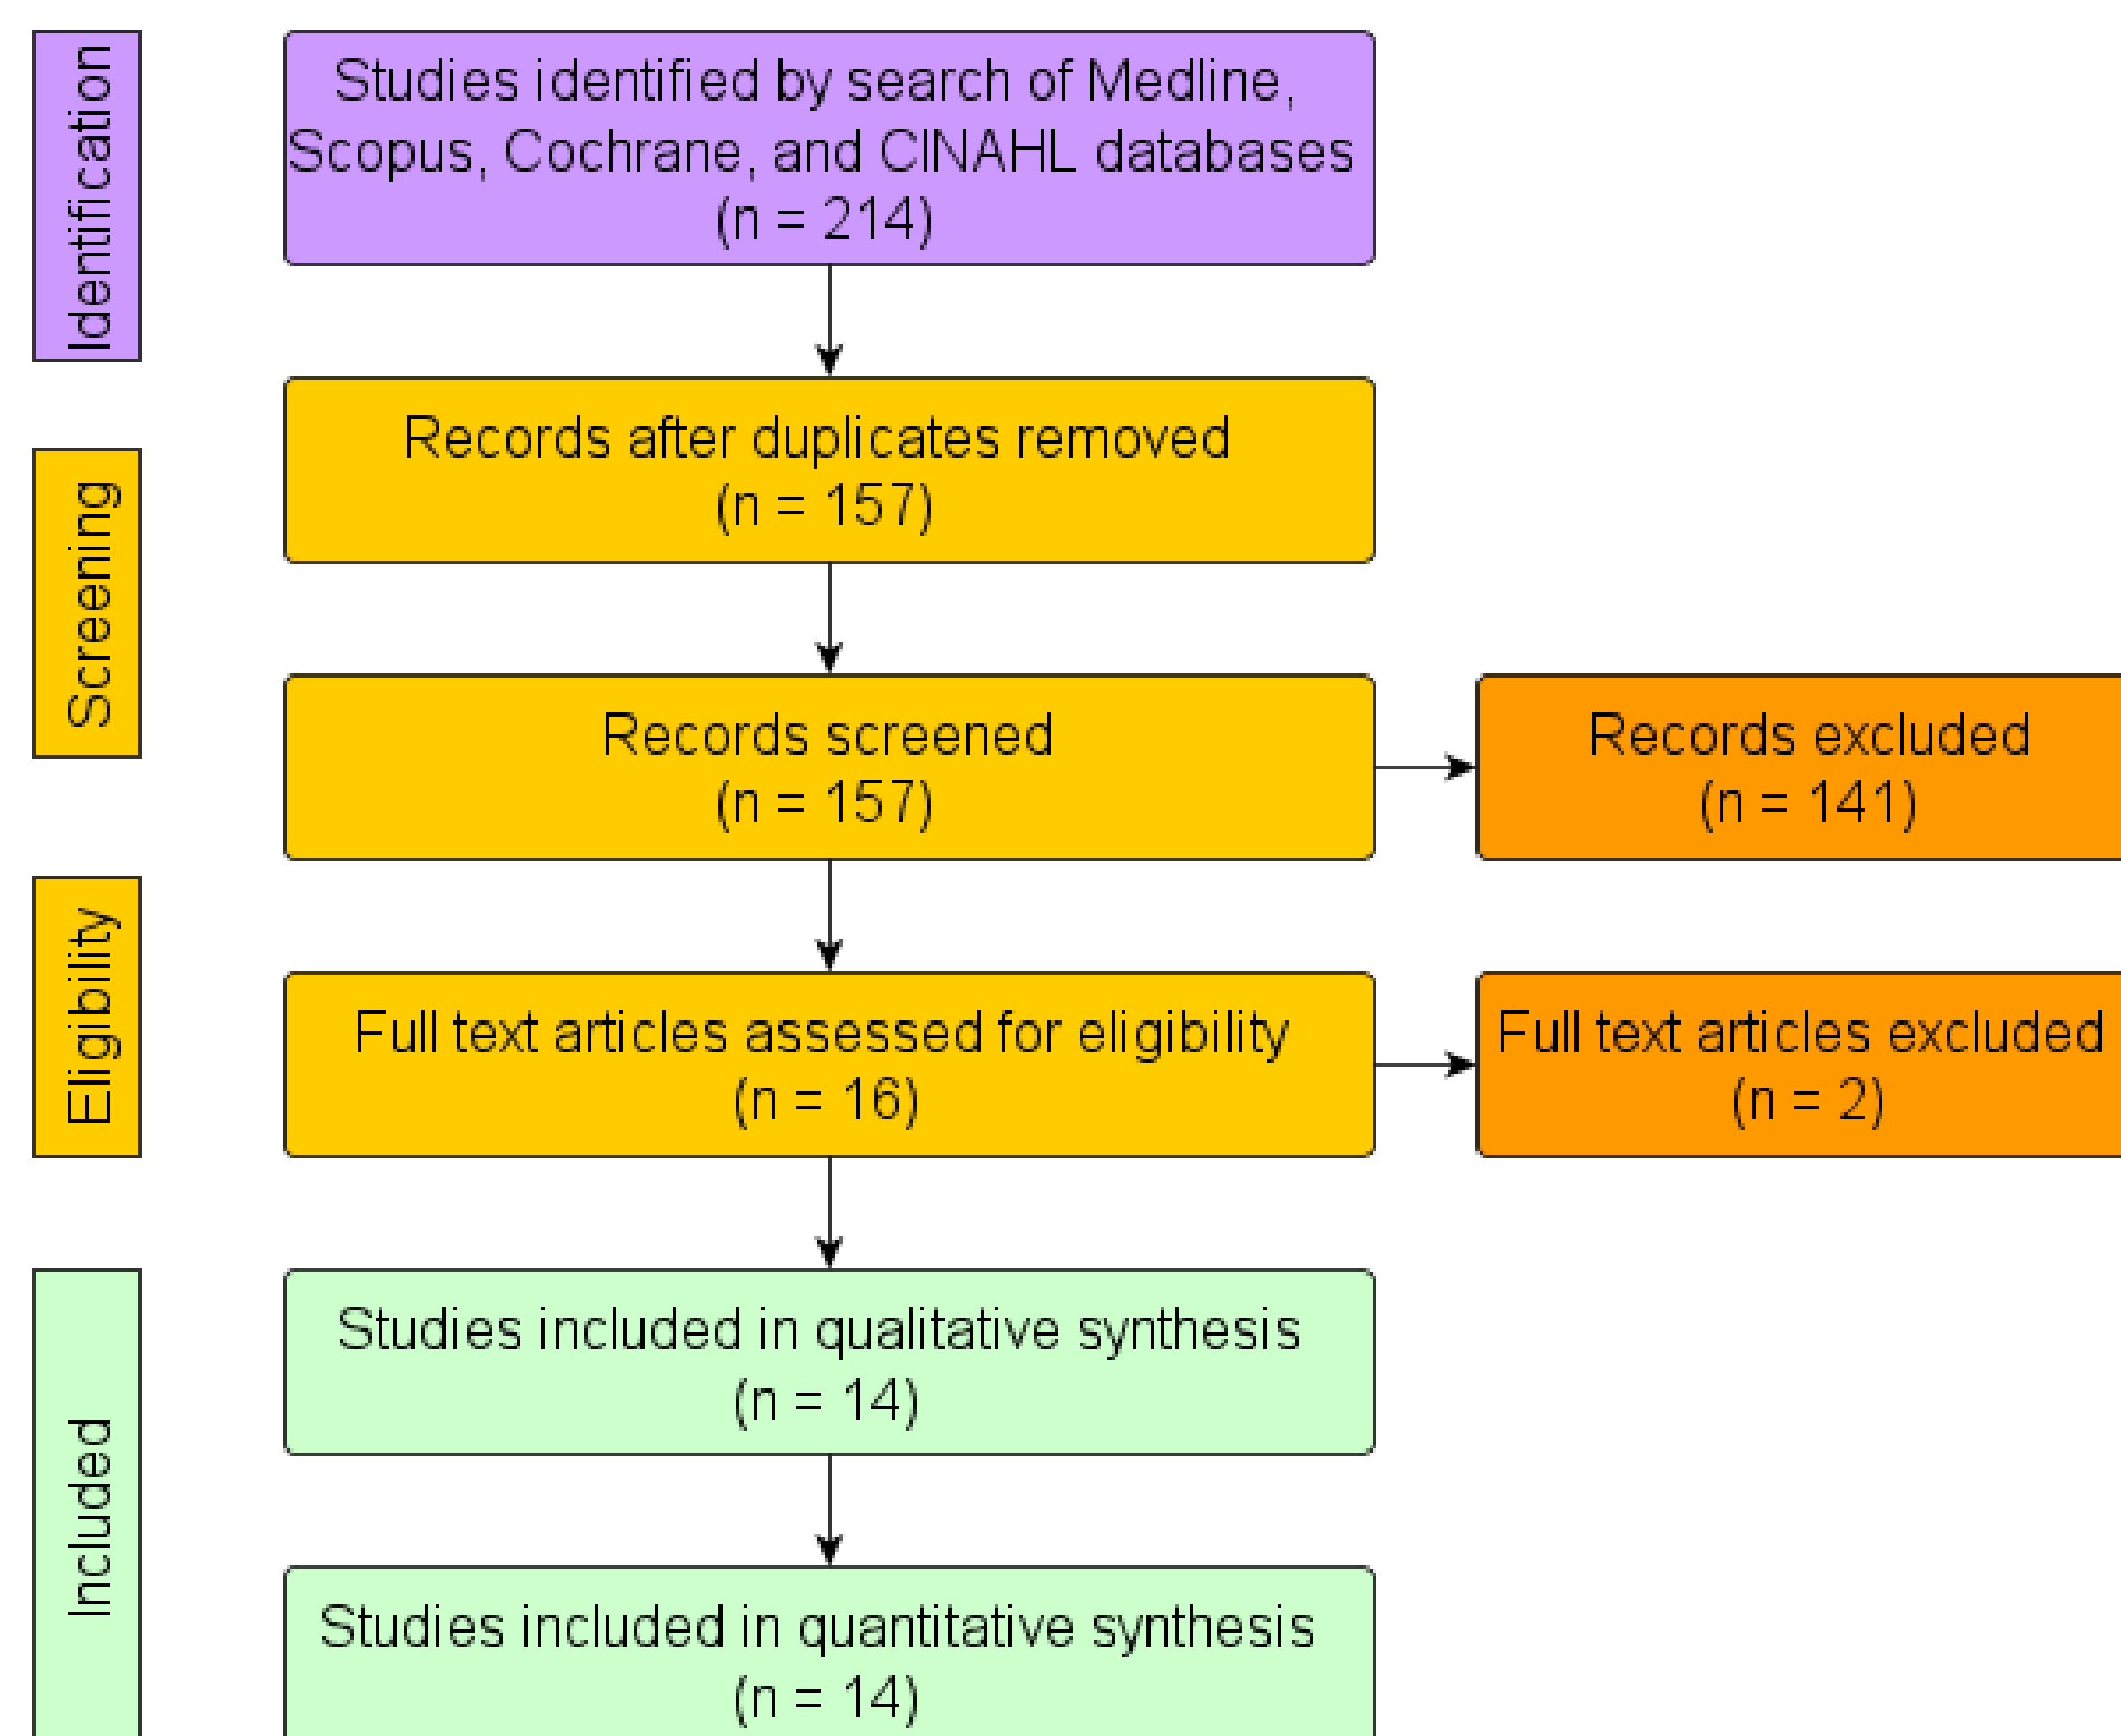 Identification
Studies identified by search of Medline,
Scopus, Cochrane, and CINAHL databases
(n = 214)
Records after duplicates removed
(n = 157)
Screening
Records screened
(n = 157)
Records excluded
(n = 141)
Eligibility
Full text articles assessed for eligibility
(n = 16)
Full text articles excluded
(n = 2)
Included
Studies included in qualitative synthesis
(n = 14)
Studies included in quantitative synthesis
(n = 14)